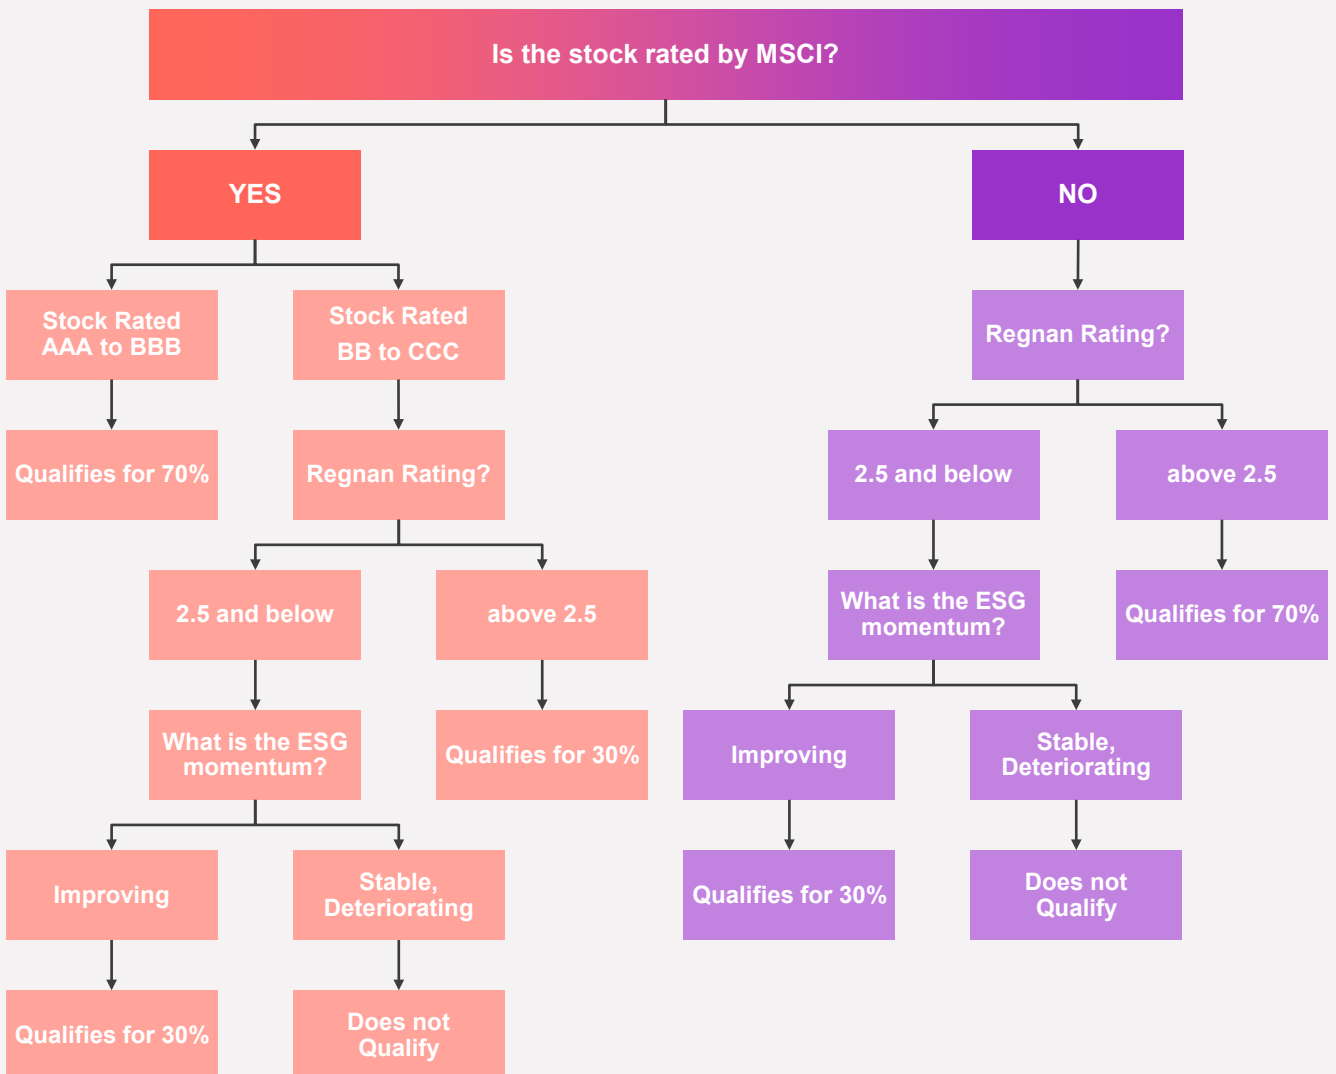 Is the stock rated by MSCI?
YES
NO
Stock Rated
AAA to BBB
Stock Rated
BB to CCC
Regnan Rating?
Qualifies for 70%
Regnan Rating?
2.5 and below
above 2.5
2.5 and below
above 2.5
What is the ESG
momentum?
Qualifies for 70%
What is the ESG
momentum?
Qualifies for 30%
Improving
Stable,
Deteriorating
Improving
Stable,
Deteriorating
Qualifies for 30%
Does not
Qualify
Qualifies for 30%
Does not
Qualify